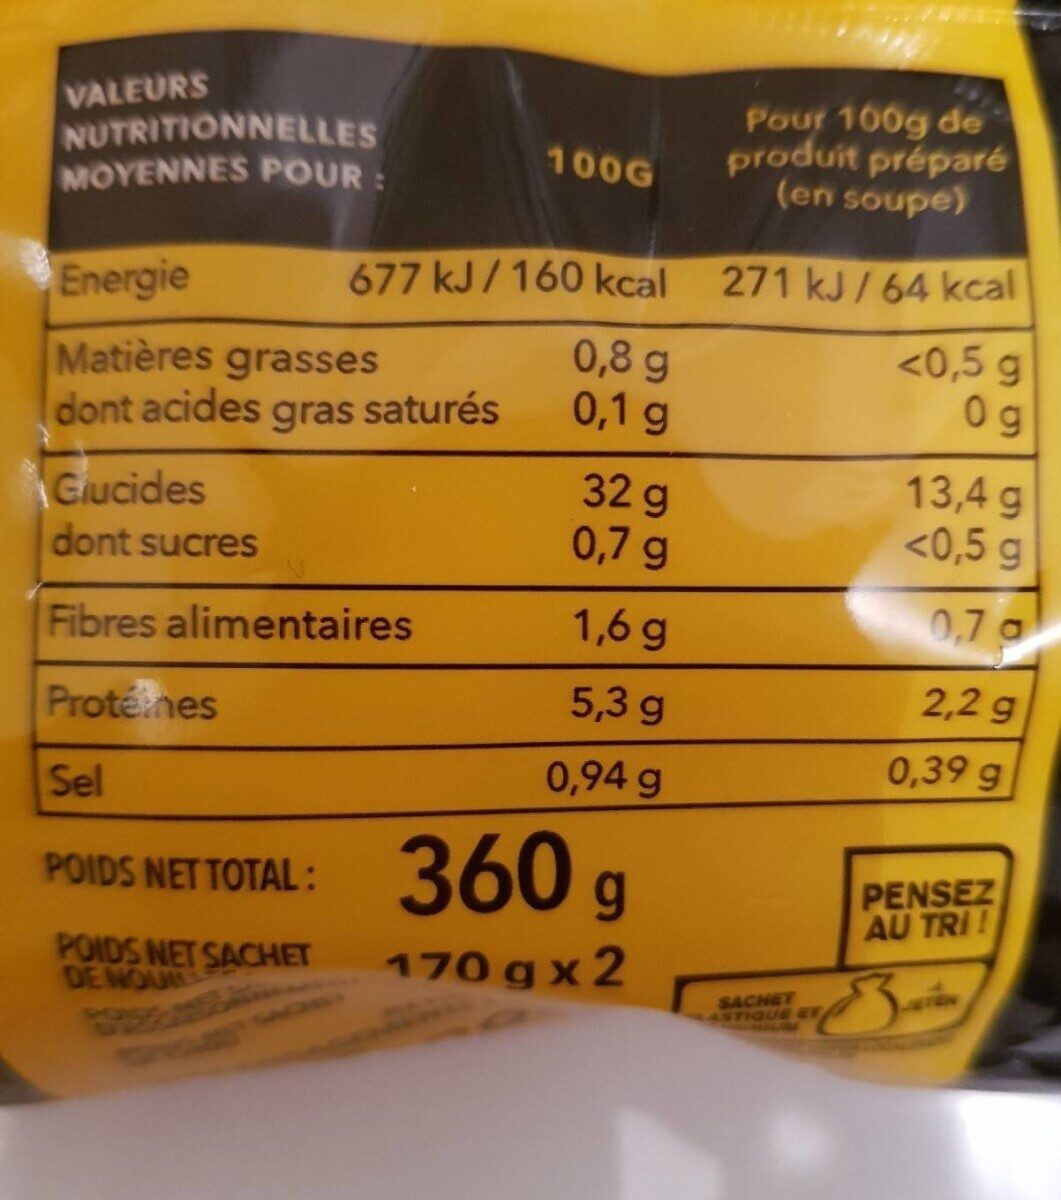 VALEURS
NUTRITIONNELLES
MOYENNES POUR :
100G
Pour 100g de
produit préparé
(en soupe)
Energie 677 kJ / 160 kcal 271 kJ / 64 kcal
Matières grasses 0,8 g <0,5 g
dont acides gras saturés 0,1 g 0 g
Glucides 32 g 13,4 g
dont sucres 0,7 g <0,5 g
Fibres alimentaires 1,6 g 0,7 g
Protéines 5,3 g 2,2 g
Sel 0,94 g 0,39 g
POIDS NET TOTAL : 360 g
PENSEZ
AU TRI !
POIDS NET SACHET
DE 170 g x 2
SACHET
ET